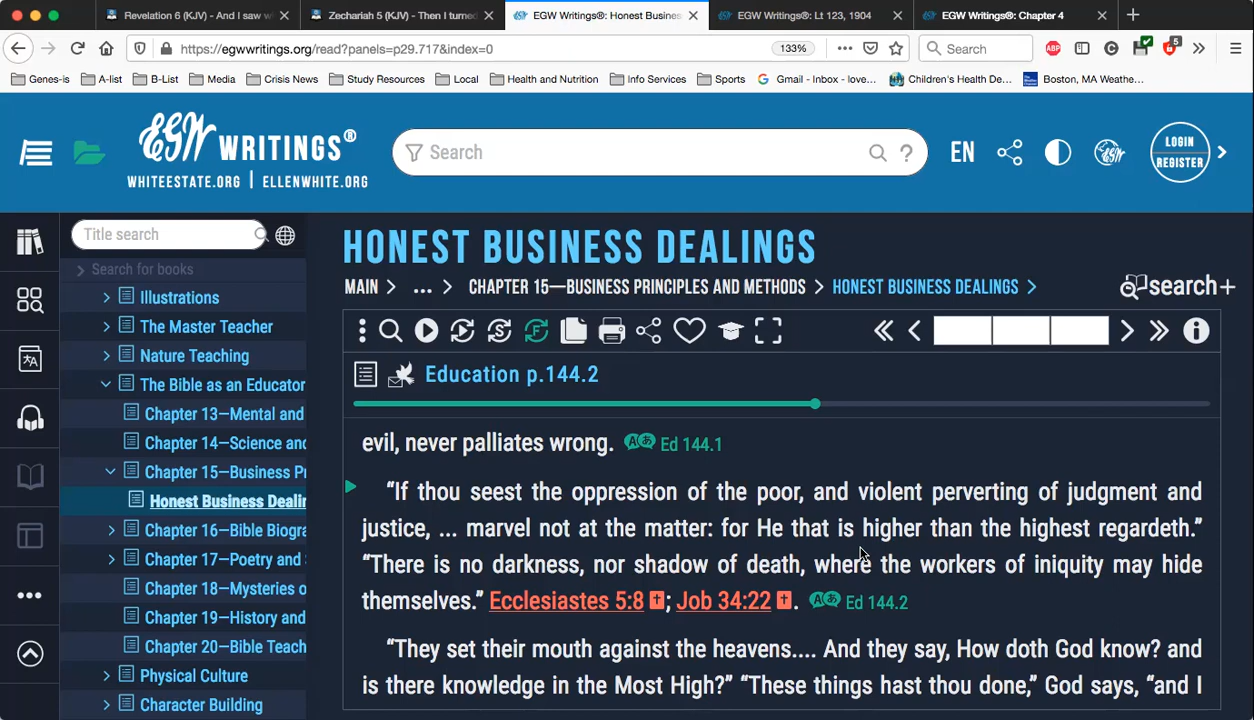 Revelation 6 (KJV) - And I saw w
Zechariah 5 (KJV) - Then I turned
EGW Writings®: Honest Busines
EGW Writings®: Lt 123, 1904
EGW Writings®: Chapter 4
https://egwwritings.org/read?panels=p29.717&index=0
133%
Search
ABP
5
Genes-is
A-list
B-List
Media
Crisis News
Study Resources
Local
Health and Nutrition
Info Services
Sports
Gmail - Inbox - love...
Children's Health De...
Boston, MA Weathe...
EGW WRITINGS®
WHITEESTATE.ORG | ELLENWHITE.ORG
Search
EN
LOGIN
REGISTER
Title search
Search for books
Illustrations
The Master Teacher
Nature Teaching
The Bible as an Educator
Chapter 13—Mental and
Chapter 14—Science and
Chapter 15—Business Pr
Honest Business Dealin
Chapter 16—Bible Biogra
Chapter 17—Poetry and
Chapter 18—Mysteries o
Chapter 19—History and
Chapter 20—Bible Teach
Physical Culture
Character Building
HONEST BUSINESS DEALINGS
MAIN > ... > CHAPTER 15—BUSINESS PRINCIPLES AND METHODS > HONEST BUSINESS DEALINGS >
search+
Education p.144.2
evil, never palliates wrong. Ed 144.1
“If thou seest the oppression of the poor, and violent perverting of judgment and
justice, ... marvel not at the matter: for He that is higher than the highest regardeth.”
“There is no darkness, nor shadow of death, where the workers of iniquity may hide
themselves.” Ecclesiastes 5:8; Job 34:22. Ed 144.2
“They set their mouth against the heavens.... And they say, How doth God know? and
is there knowledge in the Most High?” “These things hast thou done,” God says, “and I